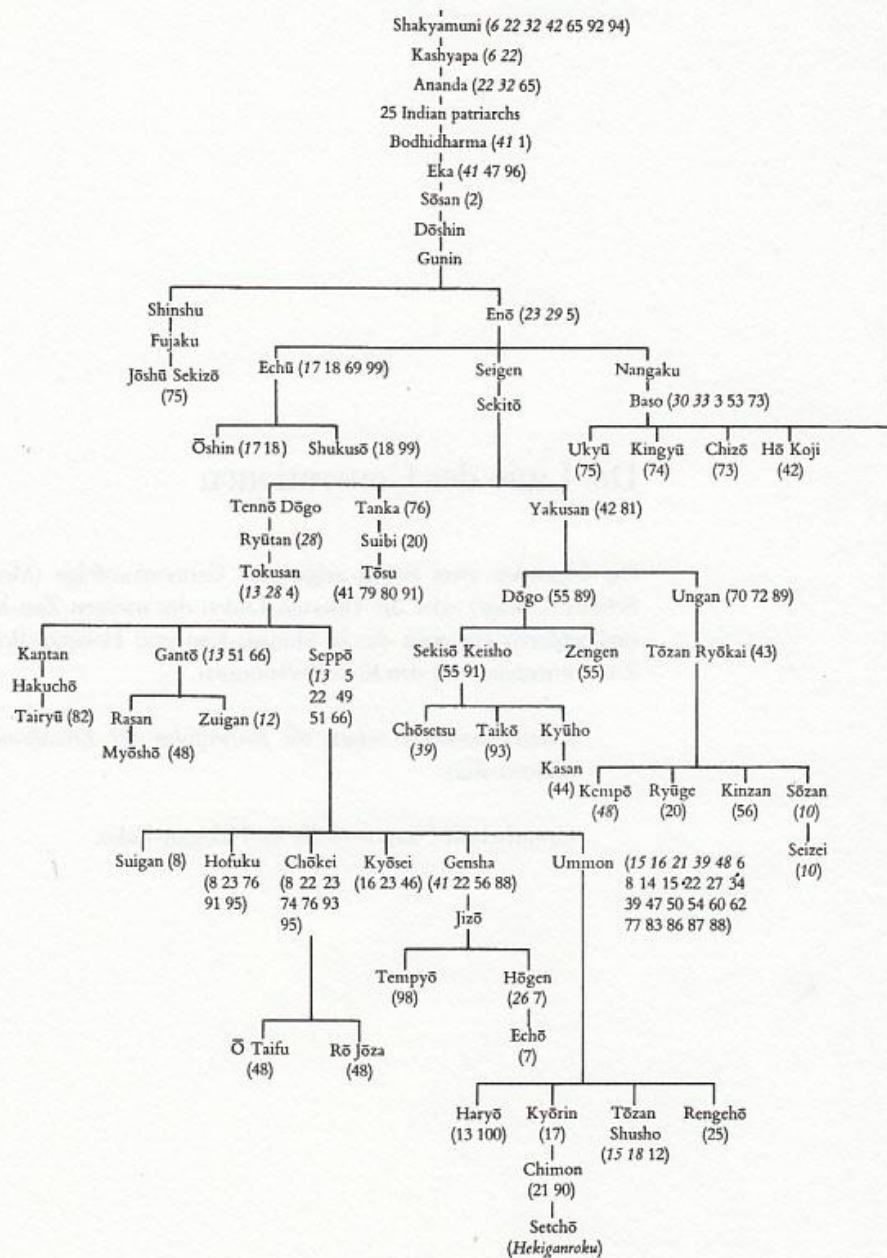 Shakyamuni (6 22 32 42 65 92 94)
Kashyapa (6 22)
Ananda (22 32 65)
25 Indian patriarchs
Bodhidharma (41 1)
Eka (41 47 96)
Sōsan (2)
Dōshin
Gunin
Shinshu
Enō (23 29 5)
Fujaku
Jōshū Sekizō
(75)
Echū (17 18 69 99)
Seigen
Nangaku
Sekitō
Baso (30 33 3 53 73)
Ōshin (17 18)
Shukusō (18 99)
Ukyū
(75)
Kingyū
(74)
Chizō
(73)
Hō Koji
(42)
Tennō Dōgo
Tanka (76)
Yakusan (42 81)
Ryūtan (28)
Suibi (20)
Tokusan
(13 28 4)
Tōsu
(41 79 80 91)
Dōgo (55 89)
Ungan (70 72 89)
Kantan
Gantō (13 51 66)
Seppō
(13 5
22 49
51 66)
Sekisō Keisho
(55 91)
Zengen
(55)
Tōzan Ryōkai (43)
Hakuchō
Tairyū (82)
Rasan
Zuigan (12)
Myōshō (48)
Chōsetsu
(39)
Taikō
(93)
Kyūho
Kasan
(44)
Kempō
(48)
Ryūge
(20)
Kinzan
(56)
Sōzan
(10)
Seizei
(10)
Suigan (8)
Hofuku
(8 23 76
91 95)
Chōkei
(8 22 23
74 76 93
95)
Kyōsei
(16 23 46)
Gensha
(41 22 56 88)
Ummon
(15 16 21 39 48 6
8 14 15 22 27 34
39 47 50 54 60 62
77 83 86 87 88)
Jizō
Tempyō
(98)
Hōgen
(26 7)
Echō
(7)
Ō Taifu
(48)
Rō Jōza
(48)
Haryō
(13 100)
Kyōrin
(17)
Tōzan
Shusho
(15 18 12)
Rengehō
(25)
Chimon
(21 90)
Setchō
(Hekiganroku)